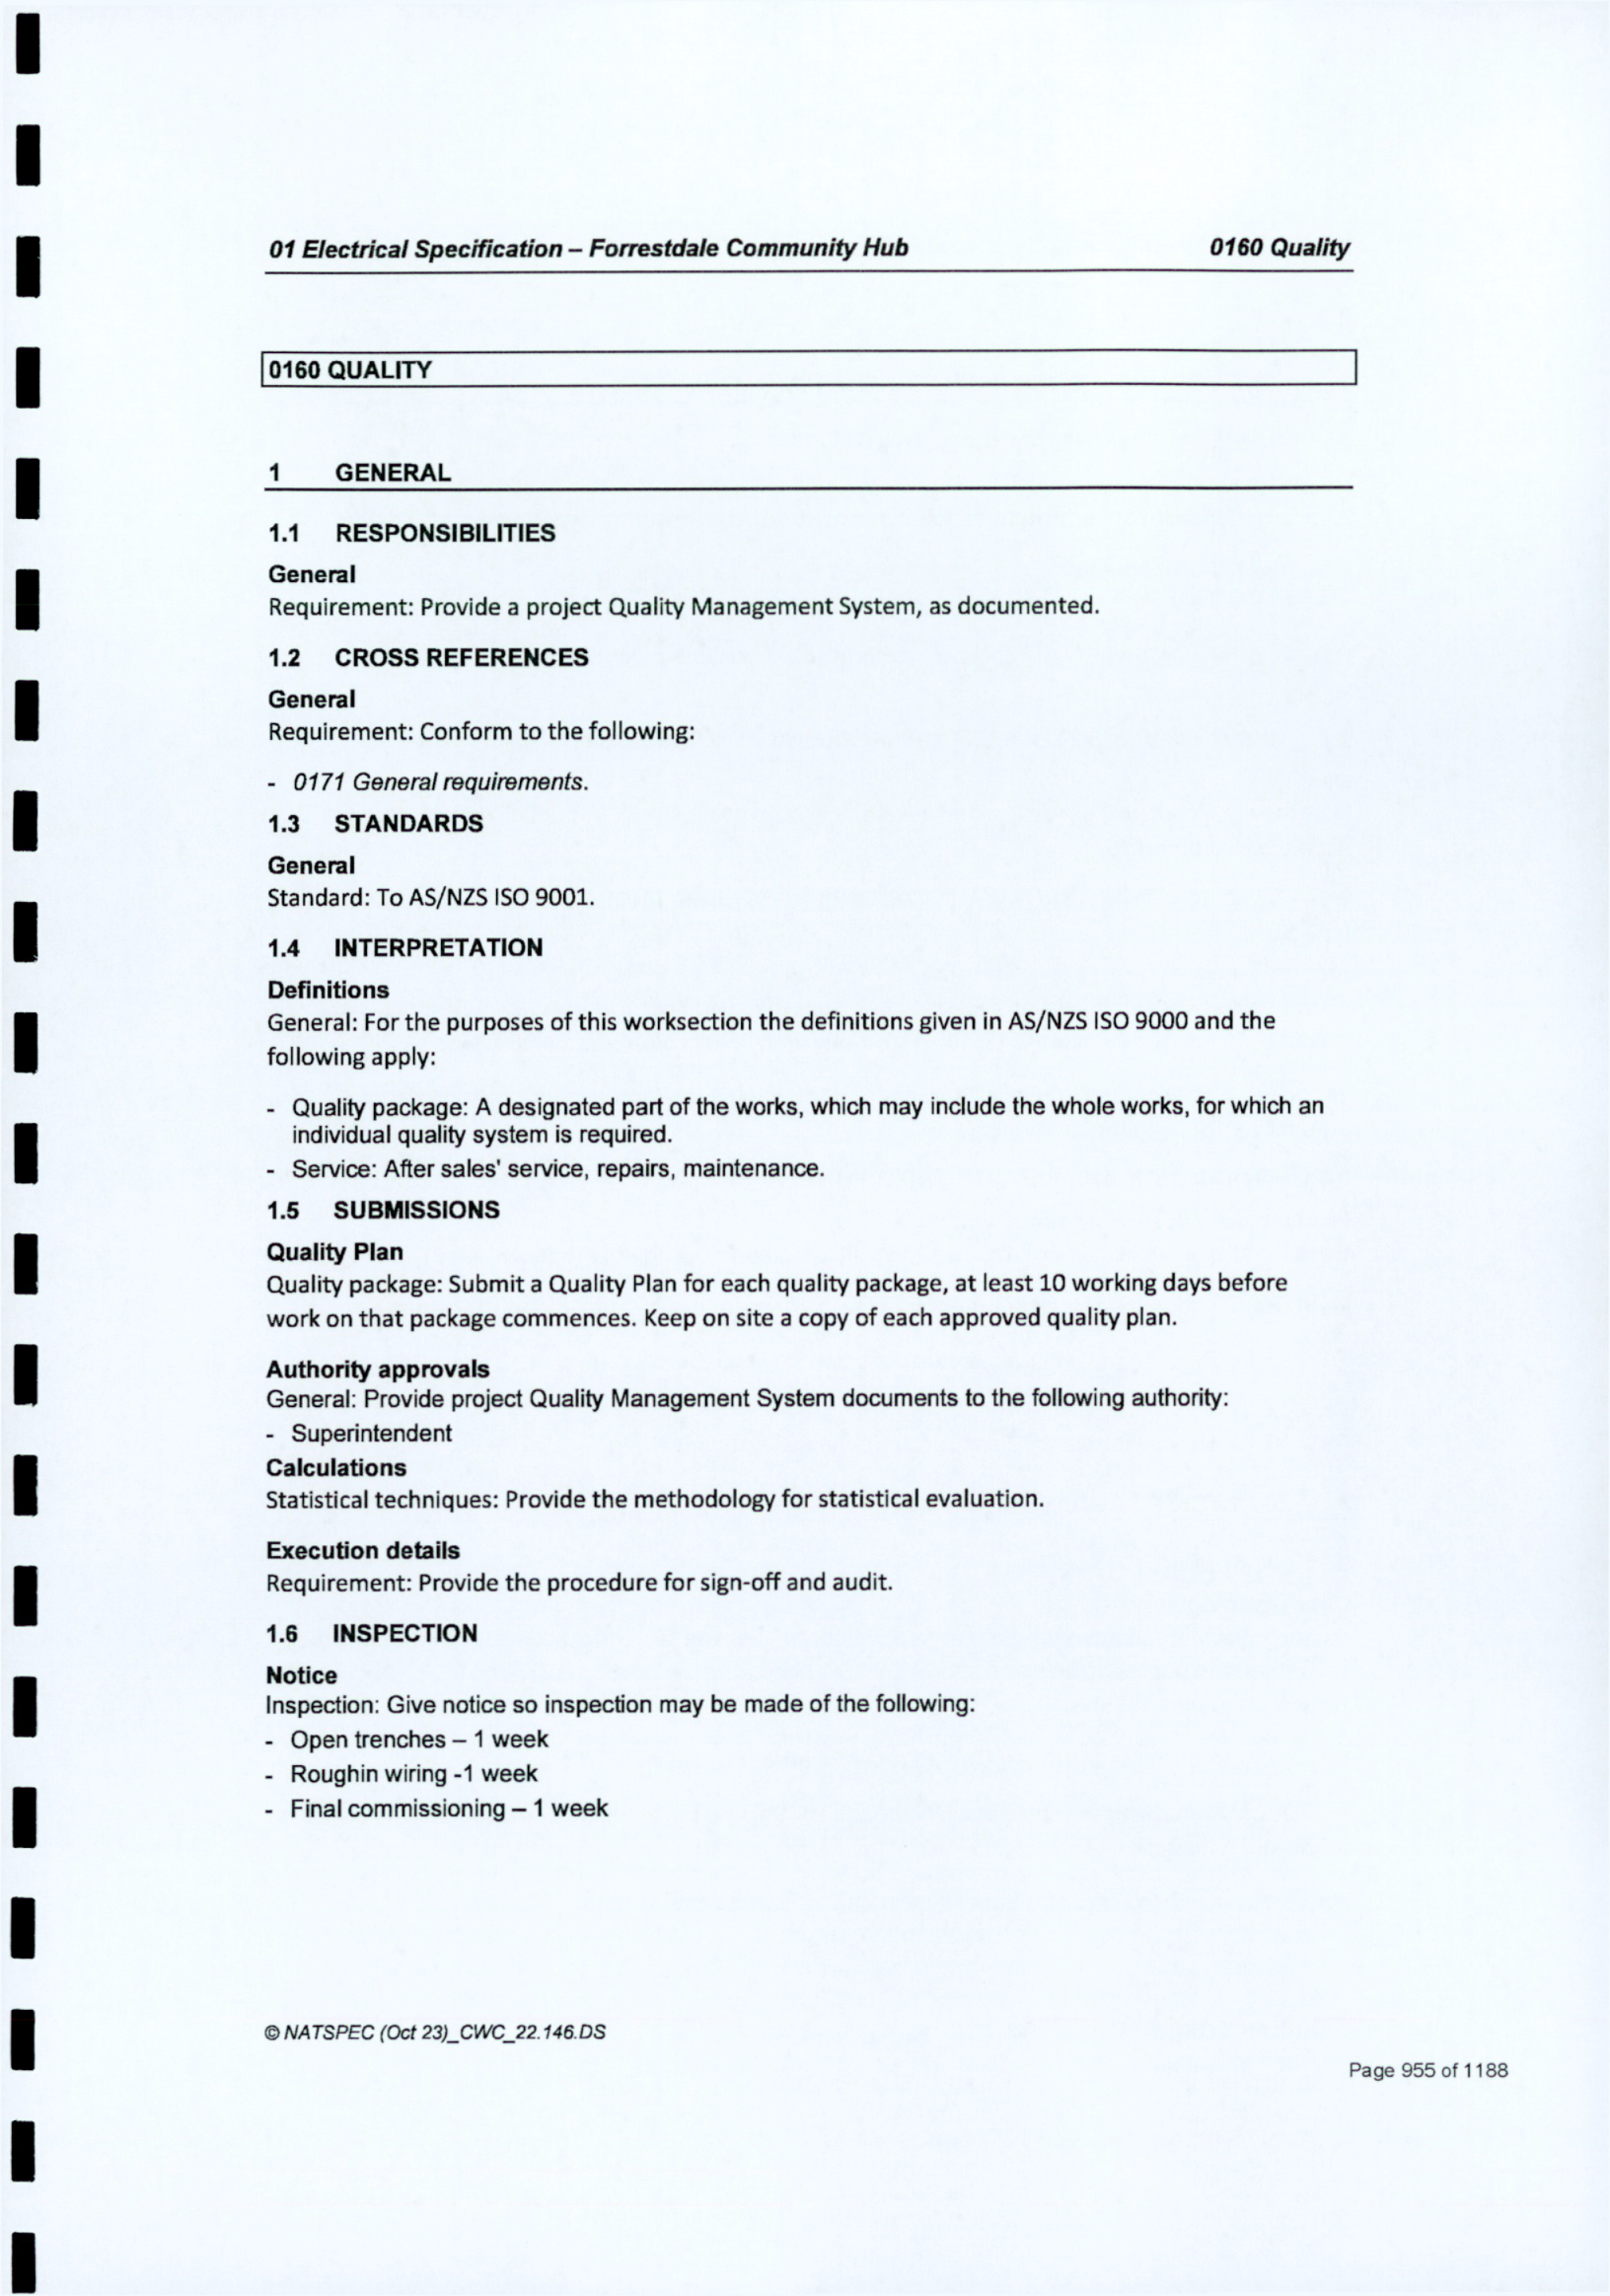 01 Electrical Specification – Forrestdale Community Hub 0160 Quality
0160 QUALITY
1 GENERAL
1.1 RESPONSIBILITIES
General
Requirement: Provide a project Quality Management System, as documented.
1.2 CROSS REFERENCES
General
Requirement: Conform to the following:
- 0171 General requirements.
1.3 STANDARDS
General
Standard: To AS/NZS ISO 9001.
1.4 INTERPRETATION
Definitions
General: For the purposes of this worksection the definitions given in AS/NZS ISO 9000 and the
following apply:
- Quality package: A designated part of the works, which may include the whole works, for which an
individual quality system is required.
- Service: After sales' service, repairs, maintenance.
1.5 SUBMISSIONS
Quality Plan
Quality package: Submit a Quality Plan for each quality package, at least 10 working days before
work on that package commences. Keep on site a copy of each approved quality plan.
Authority approvals
General: Provide project Quality Management System documents to the following authority:
- Superintendent
Calculations
Statistical techniques: Provide the methodology for statistical evaluation.
Execution details
Requirement: Provide the procedure for sign-off and audit.
1.6 INSPECTION
Notice
Inspection: Give notice so inspection may be made of the following:
- Open trenches – 1 week
- Roughin wiring -1 week
- Final commissioning – 1 week
© NATSPEC (Oct 23)_CWC_22.146.DS
Page 955 of 1188